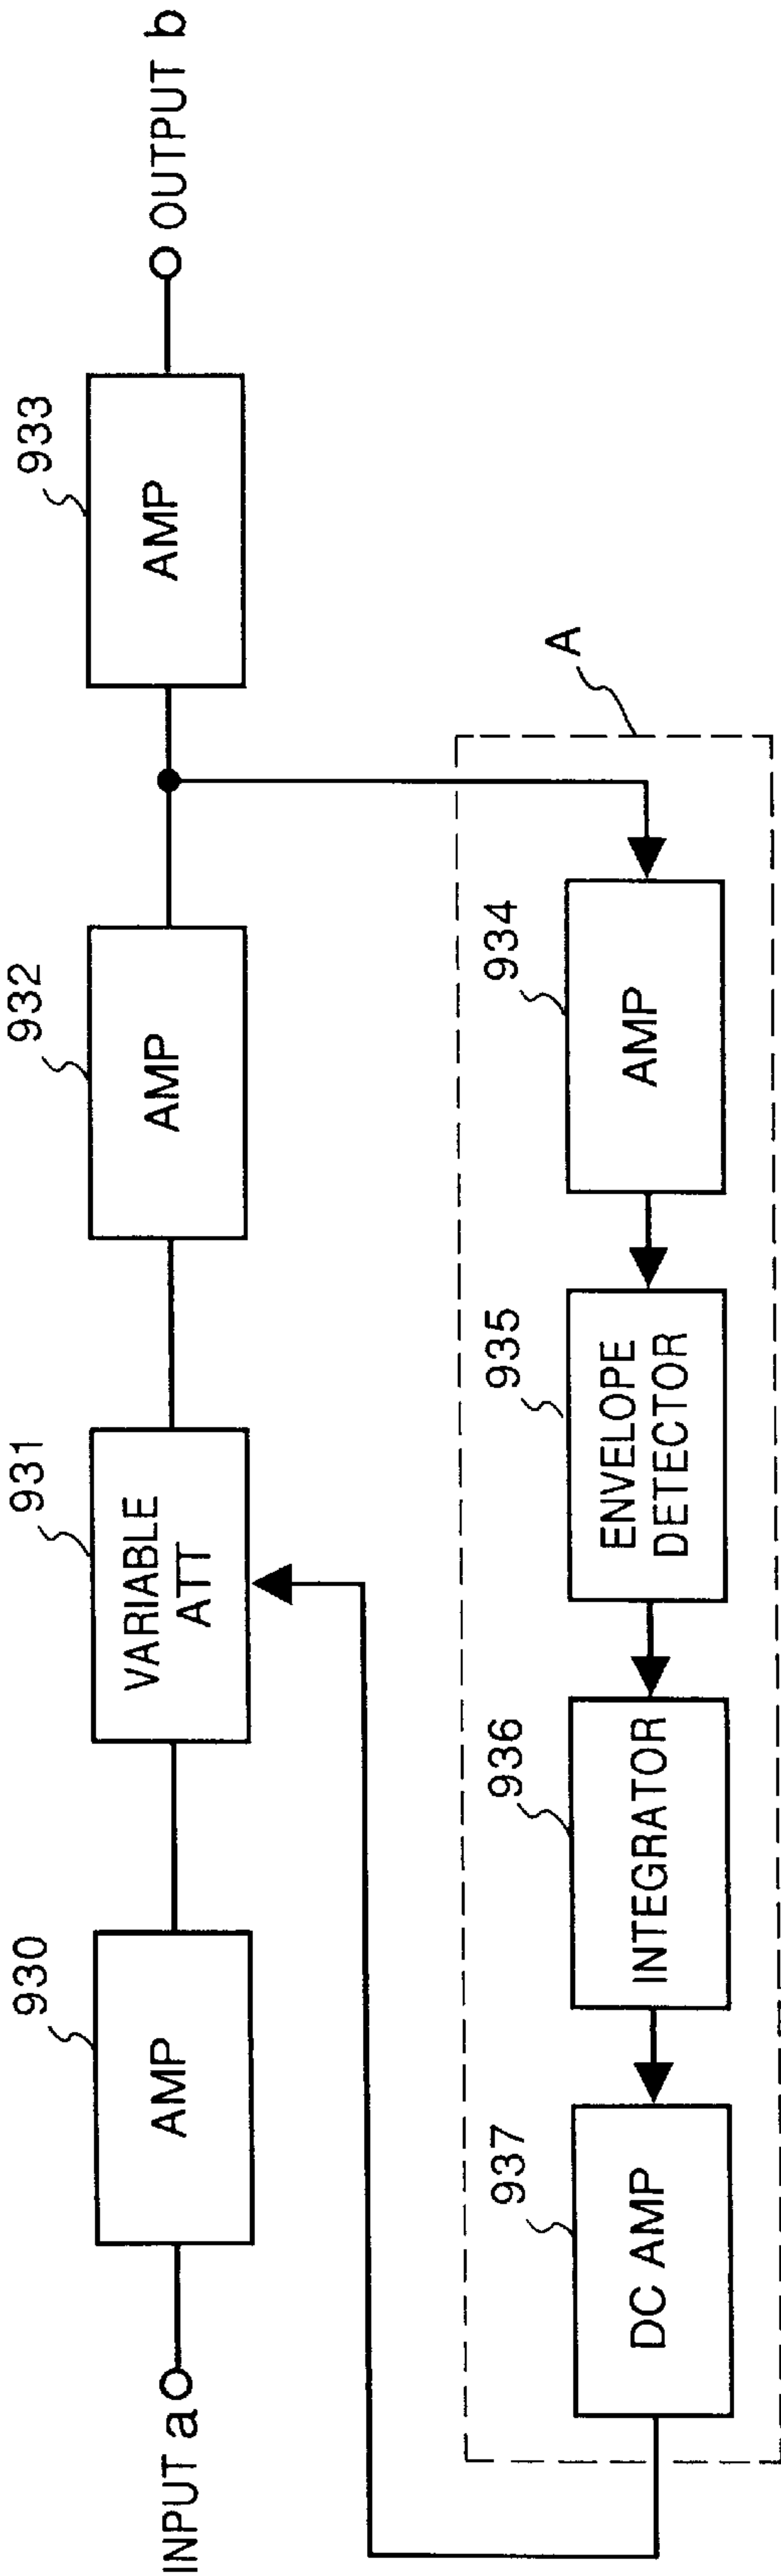 INPUT a
930
AMP
931
VARIABLE
ATT
932
AMP
933
AMP
OUTPUT b
A
937
DC AMP
936
INTEGRATOR
935
ENVELOPE
DETECTOR
934
AMP